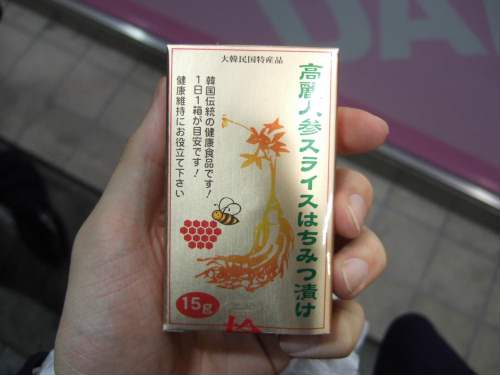 大韓民国特産品
高麗人参スライスはちみつ漬け
韓国伝統の健康食品です!
1日1箱が目安です!
健康維持にお役立て下さい
15g